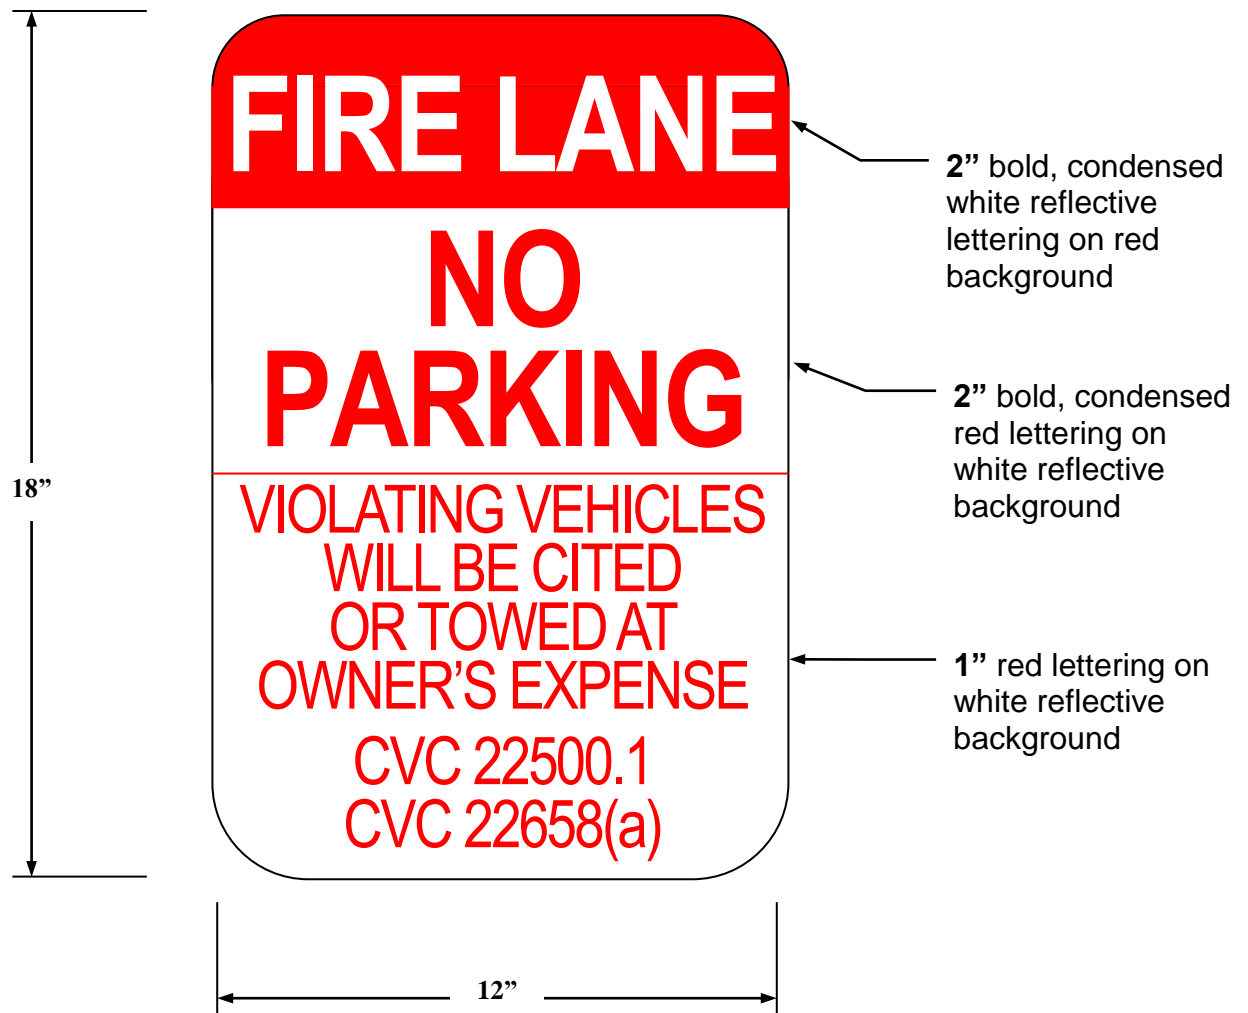 FIRE LANE
NO
PARKING
VIOLATING VEHICLES
WILL BE CITED
OR TOWED AT
OWNER’S EXPENSE
CVC 22500.1
CVC 22658(a)
2” bold, condensed
white reflective
lettering on red
background
2” bold, condensed
red lettering on
white reflective
background
1” red lettering on
white reflective
background
18”
12”